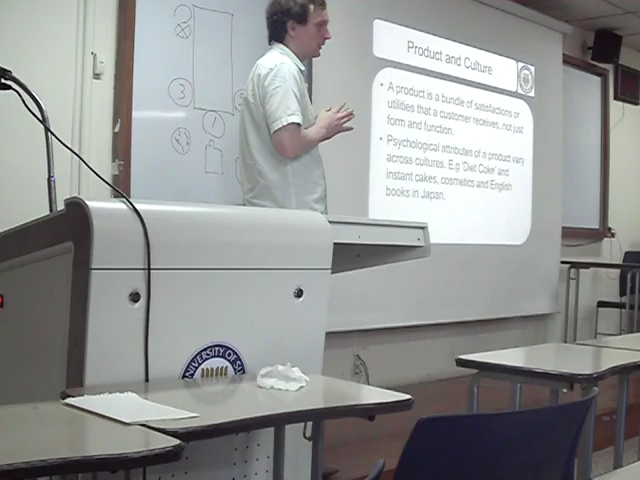 Product and Culture
• A product is a bundle of satisfactions or
utilities that a customer receives, not just
form and function.
• Psychological attributes of a product vary
across cultures. E.g 'Diet Coke' and
instant cakes, cosmetics and English
books in Japan.
3
1
UNIVERSITY OF